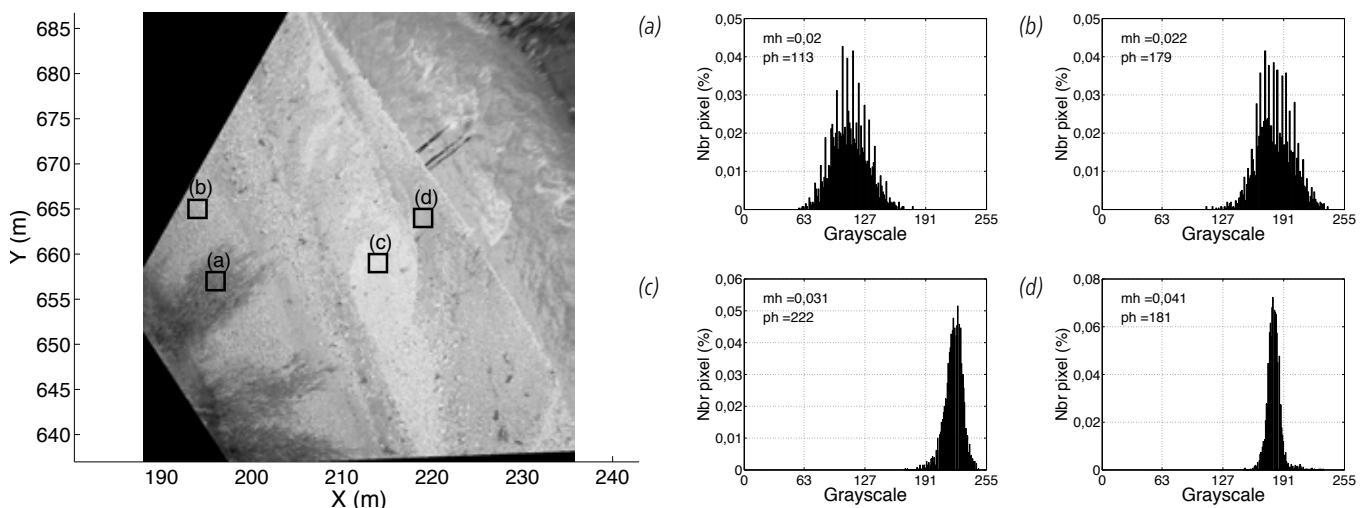 685
680
675
670
665
660
655
650
645
640
Y (m)
190 200 210 220 230 240
X (m)
(b)
(a)
(c)
(d)
(a)
mh =0,02
ph =113
0,05
0,04
0,03
0,02
0,01
0
Nbr pixel (%)
0 63 127 191 255
Grayscale
(b)
mh =0,022
ph =179
0,05
0,04
0,03
0,02
0,01
0
Nbr pixel (%)
0 63 127 191 255
Grayscale
(c)
mh =0,031
ph =222
0,06
0,05
0,04
0,03
0,02
0,01
0
Nbr pixel (%)
0 63 127 191 255
Grayscale
(d)
mh =0,041
ph =181
0,08
0,06
0,04
0,02
0
Nbr pixel (%)
0 63 127 191 255
Grayscale